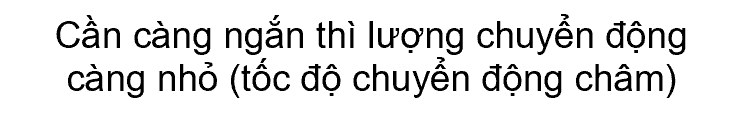 Cần càng ngắn thì lượng chuyển động
càng nhỏ (tốc độ chuyển động châm)